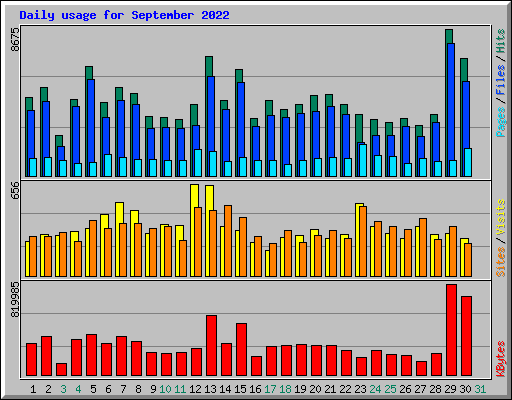 Daily usage for September 2022
8675
Pages / Files / Hits
656
Sites / Visits
819985
KBytes
1 2 3 4 5 6 7 8 9 10 11 12 13 14 15 16 17 18 19 20 21 22 23 24 25 26 27 28 29 30 31